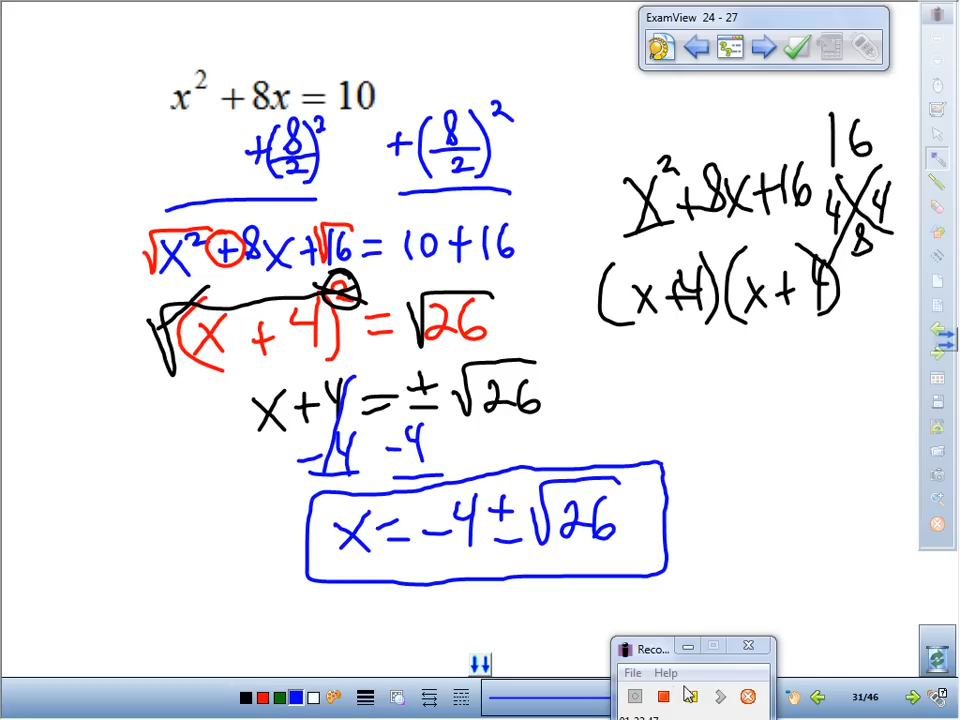 ExamView 24 - 27
x² + 8x = 10
+(8/2)² +(8/2)²
√x² + 8x + √16 = 10 + 16
√(x + 4)² = √26
x + 4 = ± √26
-4 -4
x = -4 ± √26
16
x² + 8x + 16 4 4
8
(x + 4)(x + 4)
Reco...
File Help
31/46